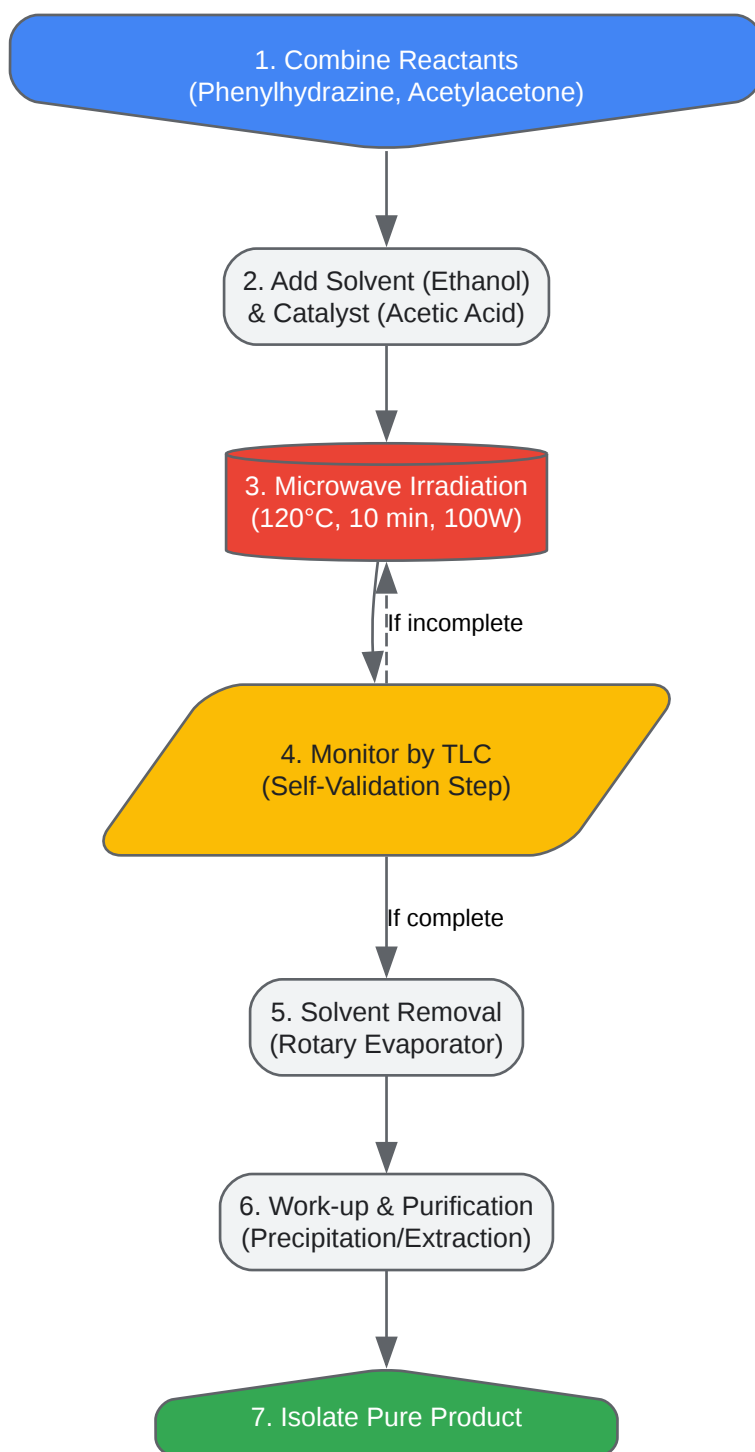 1. Combine Reactants
(Phenylhydrazine, Acetylacetone)
2. Add Solvent (Ethanol)
& Catalyst (Acetic Acid)
3. Microwave Irradiation
(120°C, 10 min, 100W)
If incomplete
4. Monitor by TLC
(Self-Validation Step)
If complete
5. Solvent Removal
(Rotary Evaporator)
6. Work-up & Purification
(Precipitation/Extraction)
7. Isolate Pure Product